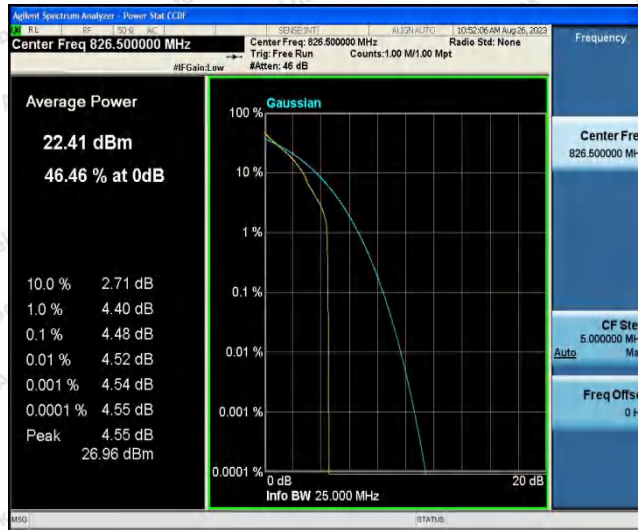 Agilent Spectrum Analyzer - Power Stat CCDF
RL RF 50 Ω AC SENSE:INT ALIGN AUTO 10:52:06 AM Aug 26, 2023
Center Freq 826.500000 MHz
Center Freq: 826.500000 MHz Radio Std: None
Trig: Free Run Counts:1.00 M/1.00 Mpt
#IFGain:Low #Atten: 46 dB
Frequency
Average Power
22.41 dBm
46.46 % at 0dB
10.0 % 2.71 dB
1.0 % 4.40 dB
0.1 % 4.48 dB
0.01 % 4.52 dB
0.001 % 4.54 dB
0.0001 % 4.55 dB
Peak 4.55 dB
26.96 dBm
Gaussian
100 %
10 %
1 %
0.1 %
0.01 %
0.001 %
0.0001 %
0 dB 20 dB
Info BW 25.000 MHz
Center Fre
826.500000 MH
CF Ste
5.000000 MH
Auto Ma
Freq Offse
0 H
MSG STATUS